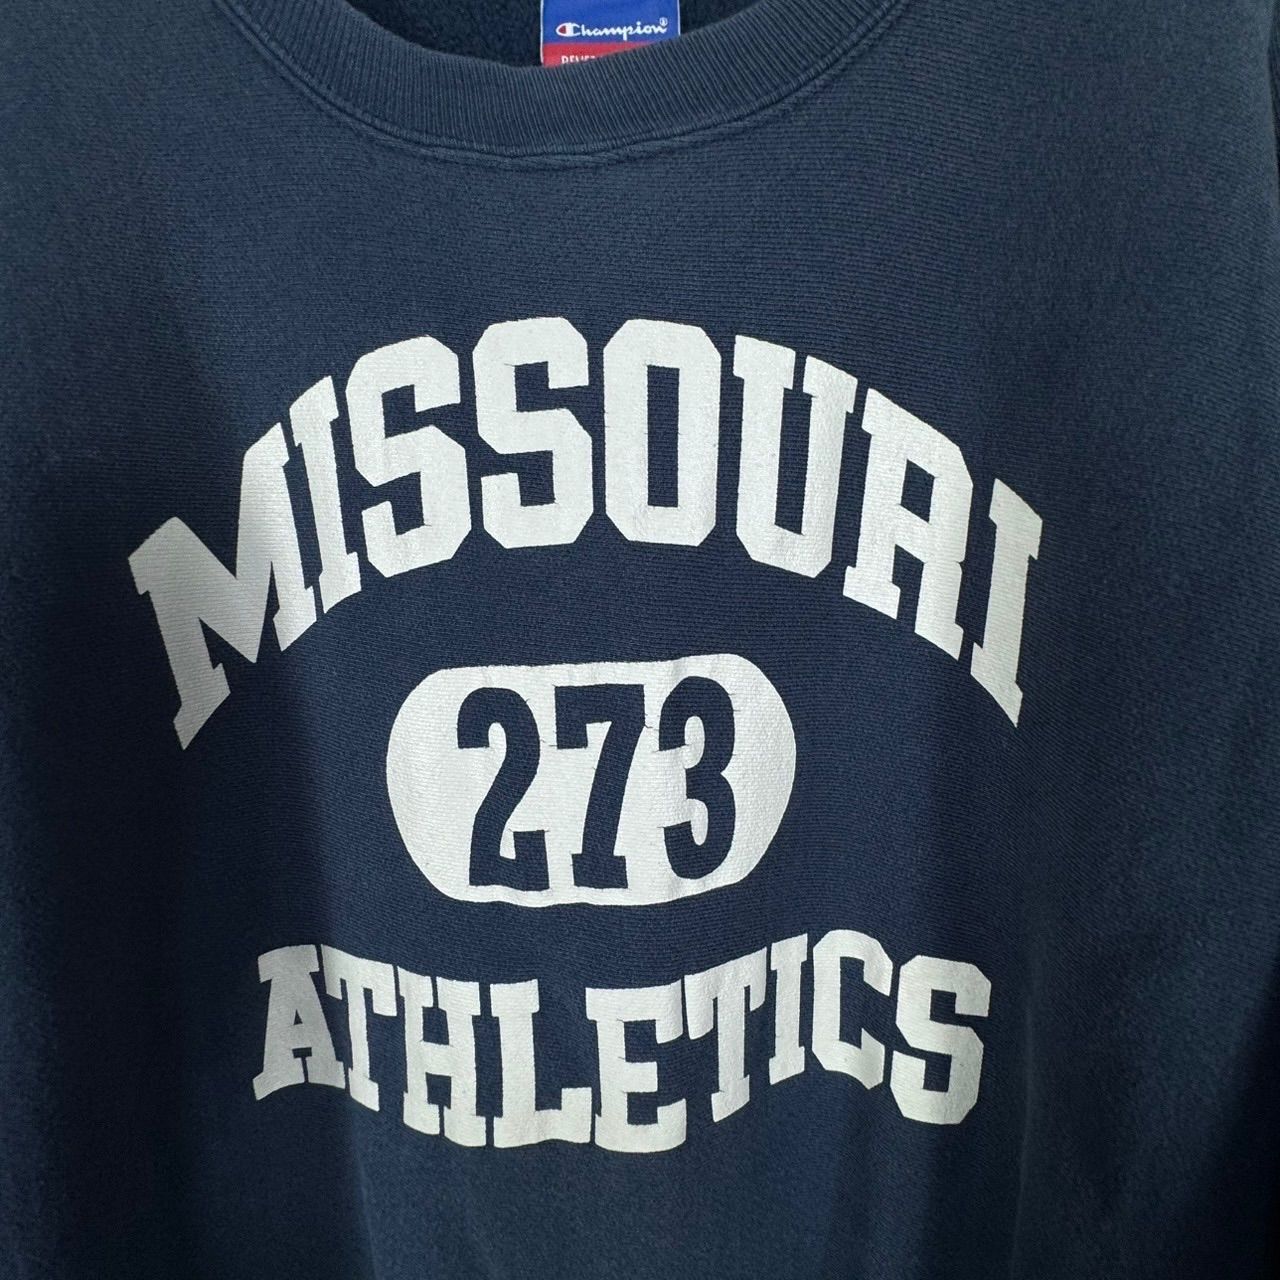 Champion®
MISSOURI
273
ATHLETICS